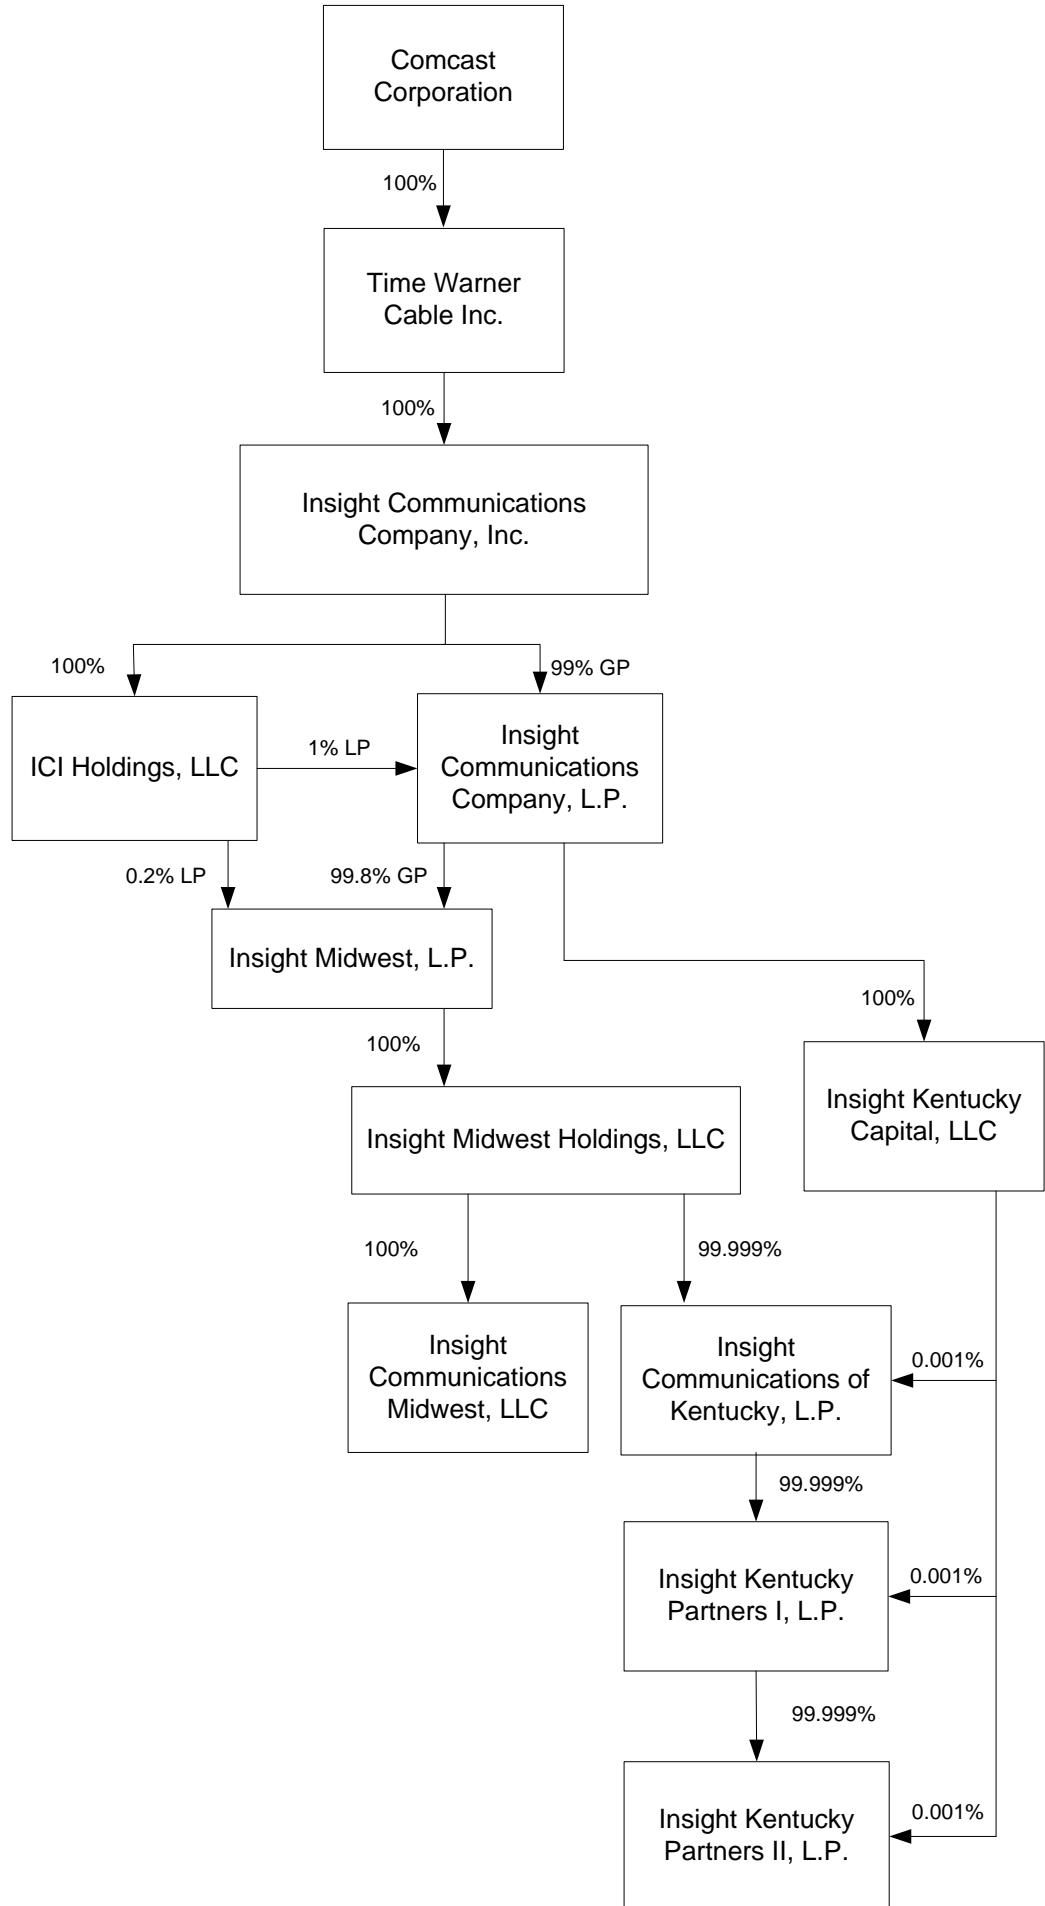 Comcast
Corporation
100%
Time Warner
Cable Inc.
100%
Insight Communications
Company, Inc.
100%
99% GP
ICI Holdings, LLC
1% LP
Insight
Communications
Company, L.P.
0.2% LP
99.8% GP
Insight Midwest, L.P.
100%
100%
Insight Midwest Holdings, LLC
Insight Kentucky
Capital, LLC
100%
99.999%
Insight
Communications
Midwest, LLC
Insight
Communications of
Kentucky, L.P.
0.001%
99.999%
Insight Kentucky
Partners I, L.P.
0.001%
99.999%
Insight Kentucky
Partners II, L.P.
0.001%